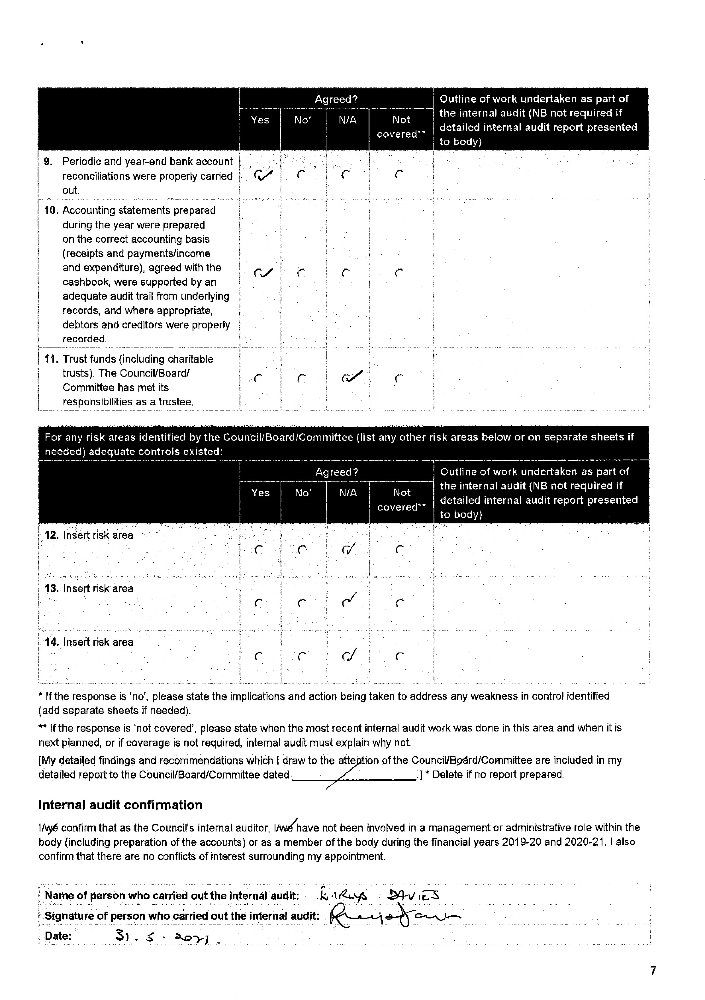 Agreed?
Outline of work undertaken as part of
the internal audit (NB not required if
detailed internal audit report presented
to body)
Yes
No*
N/A
Not
covered**
9. Periodic and year-end bank account
reconciliations were properly carried
out.
10. Accounting statements prepared
during the year were prepared
on the correct accounting basis
(receipts and payments/income
and expenditure), agreed with the
cashbook, were supported by an
adequate audit trail from underlying
records, and where appropriate,
debtors and creditors were properly
recorded.
11. Trust funds (including charitable
trusts). The Council/Board/
Committee has met its
responsibilities as a trustee.
For any risk areas identified by the Council/Board/Committee (list any other risk areas below or on separate sheets if
needed) adequate controls existed:
Agreed?
Outline of work undertaken as part of
the internal audit (NB not required if
detailed internal audit report presented
to body)
Yes
No*
N/A
Not
covered**
12. Insert risk area
13. Insert risk area
14. Insert risk area
* If the response is 'no', please state the implications and action being taken to address any weakness in control identified
(add separate sheets if needed).
** If the response is ‘not covered’, please state when the most recent internal audit work was done in this area and when it is
next planned, or if coverage is not required, internal audit must explain why not.
[My detailed findings and recommendations which I draw to the attention of the Council/Board/Committee are included in my
detailed report to the Council/Board/Committee dated ____________.] * Delete if no report prepared.
Internal audit confirmation
I/we confirm that as the Council's internal auditor, I/we have not been involved in a management or administrative role within the
body (including preparation of the accounts) or as a member of the body during the financial years 2019-20 and 2020-21. I also
confirm that there are no conflicts of interest surrounding my appointment.
Name of person who carried out the internal audit: DAVIES
Signature of person who carried out the internal audit:
Date: 31. 5. 2021.
7